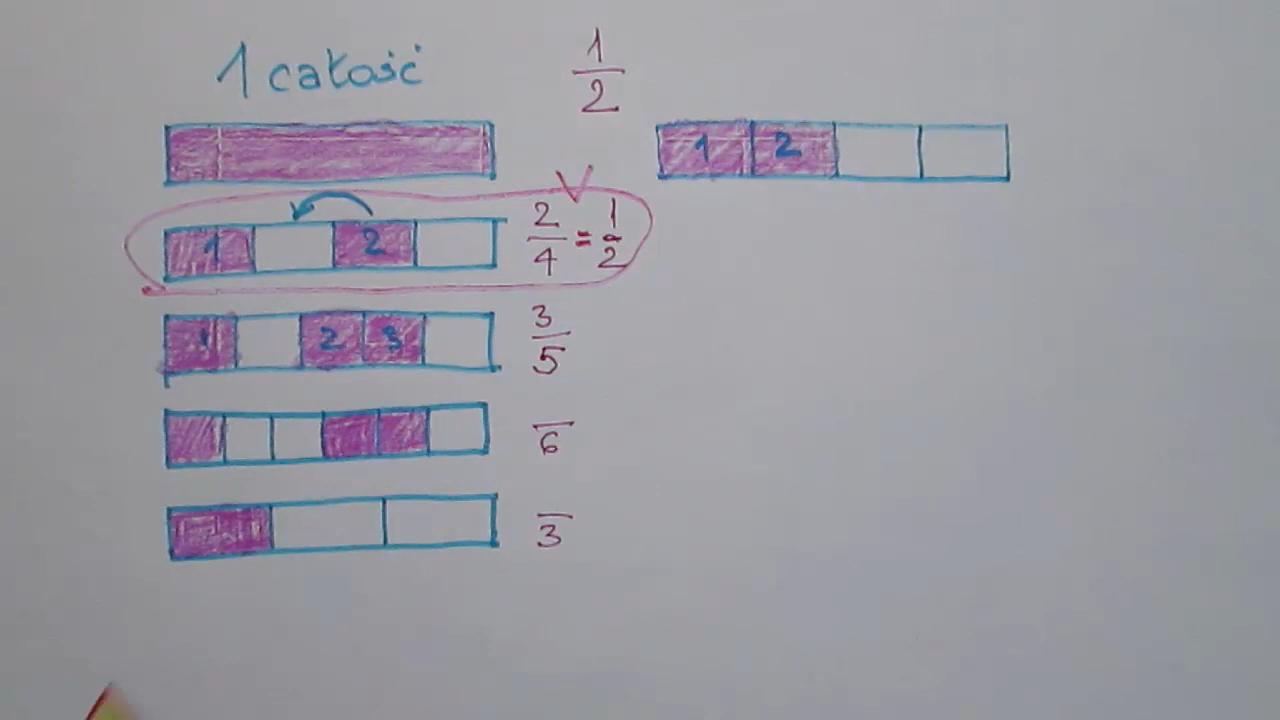 1 całość
1
2
1 2
1 2 2/4 = 1/2
1 2 3 3/5
6
3